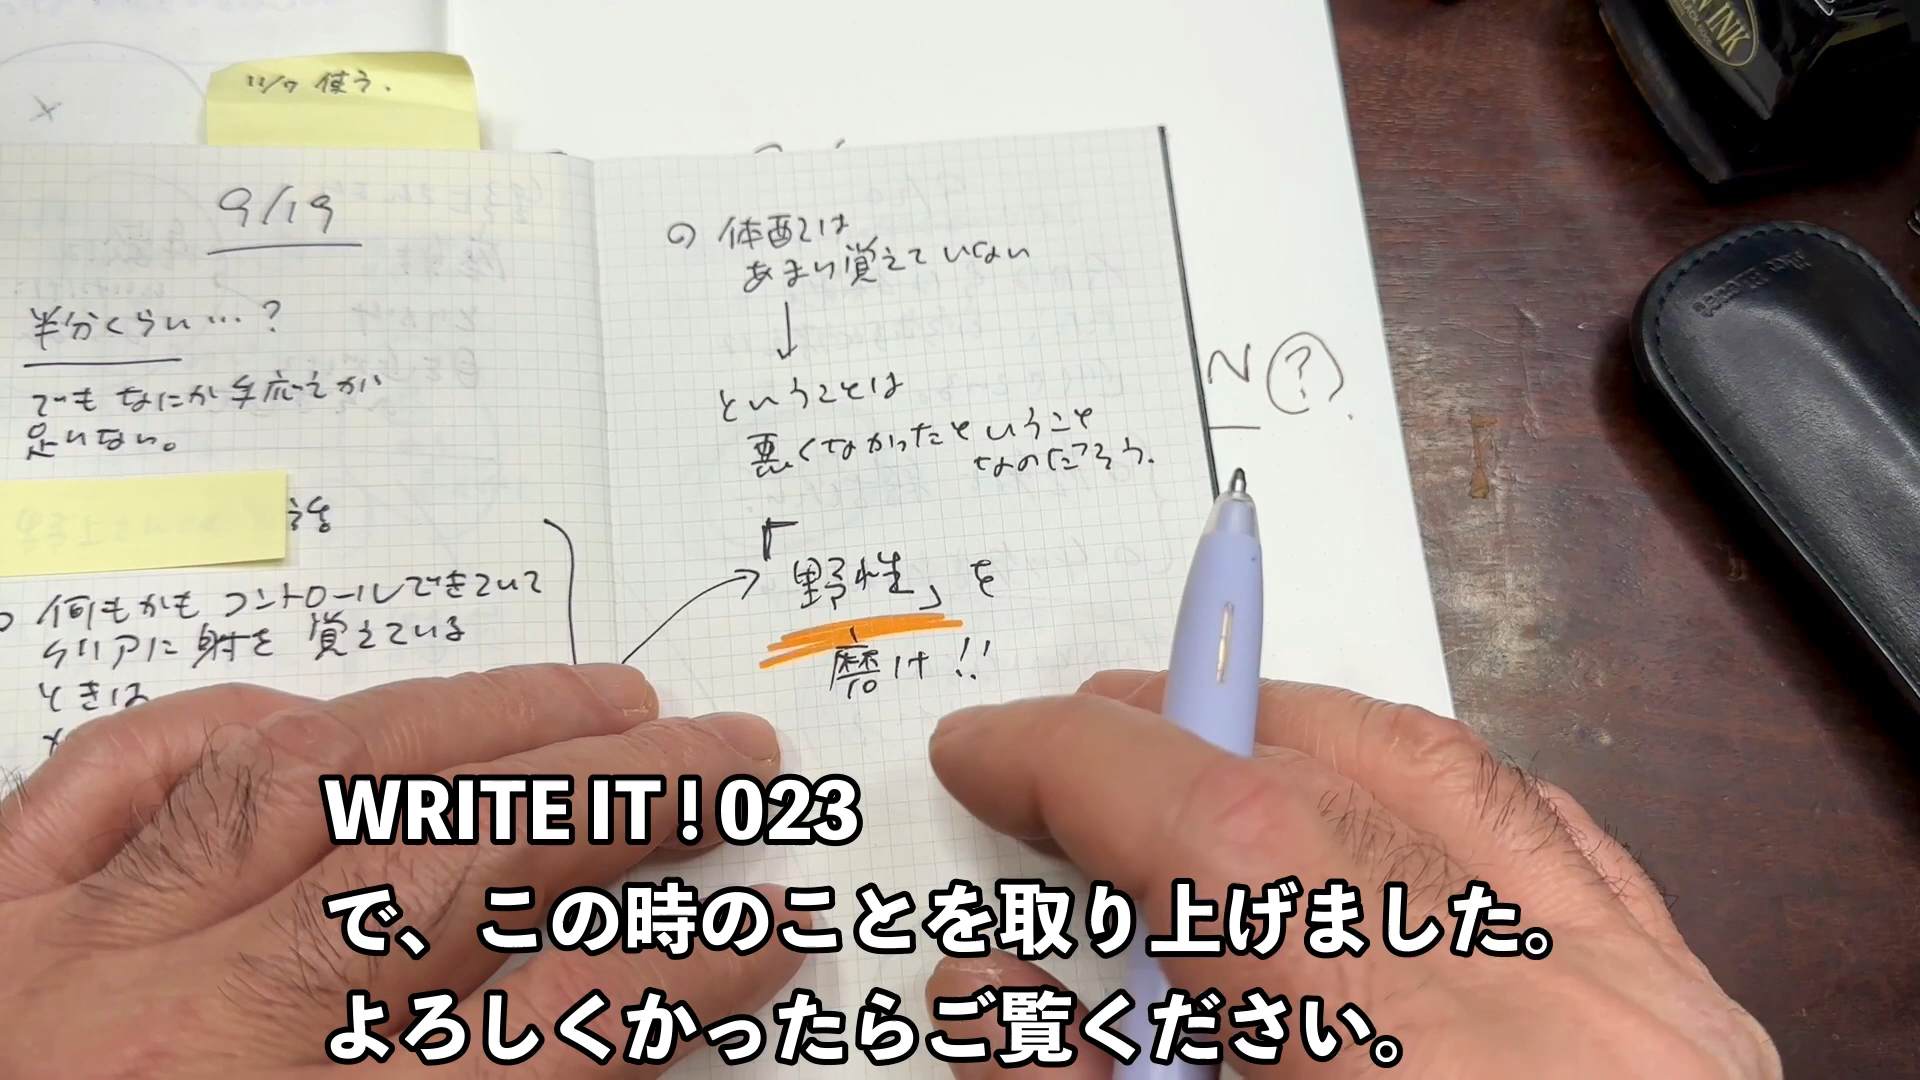 11/7 使う.
9/19
半分くらい…?
でもなにか手応えが
足りない。
何もかもコントロールできていて
クリアに射を覚えている
ときは
体配とは
あまり覚えていない
↓
ということは
悪くなかったということ
なのだろう.
「野性」を
磨け!!
N ?
INK
WRITE IT ! 023
で、この時のことを取り上げました。
よろしくかったらご覧ください。